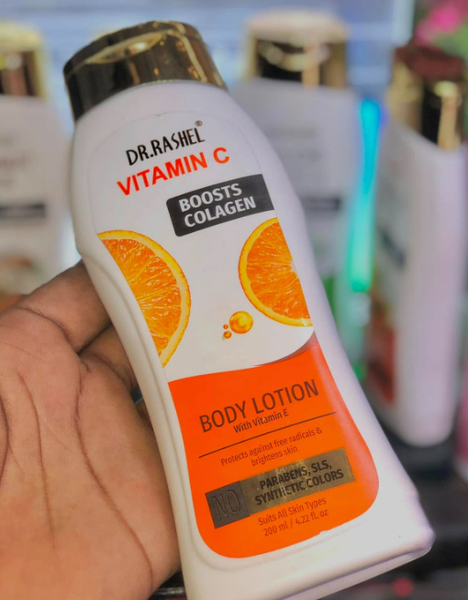 DR.RASHEL®
VITAMIN C
BOOSTS
COLAGEN
BODY LOTION
With Vitamin E
Protects against free radicals &
brightens skin
NO
PARABENS, SLS,
SYNTHETIC COLORS
Suits All Skin Types
200 ml / 4.22 fl. oz